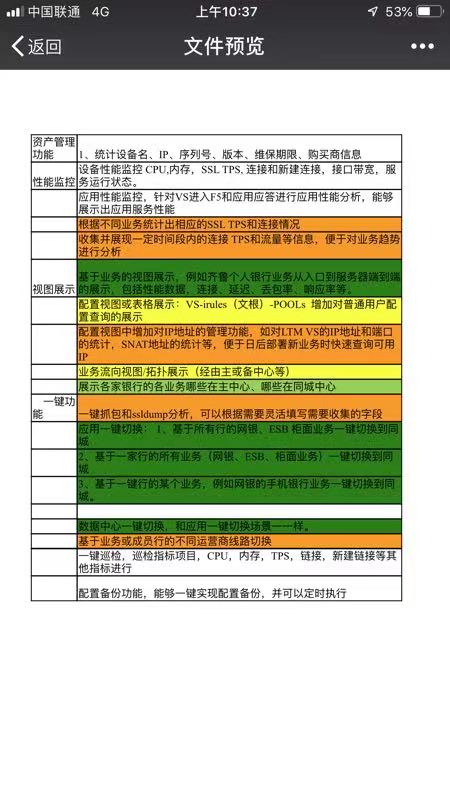 中国联通 4G 上午10:37 53%
返回 文件预览
资产管理
功能 1、统计设备名、IP、序列号、版本、维保期限、购买商信息
性能监控 设备性能监控 CPU,内存，SSL TPS, 连接和新建连接，接口带宽，服
务运行状态。
应用性能监控，针对VS进入F5和应用应答进行应用性能分析，能够
展示出应用服务性能
根据不同业务统计出相应的SSL TPS和连接情况
收集并展现一定时间段内的连接 TPS和流量等信息，便于对业务趋势
进行分析
视图展示 基于业务的视图展示，例如齐鲁个人银行业务从入口到服务器端到端
的展示，包括性能数据，连接、延迟、丢包率、响应率等。
配置视图或表格展示：VS-irules（文根）-POOLs 增加对普通用户配
置查询的展示
配置视图中增加对IP地址的管理功能，如对LTM VS的IP地址和端口
的统计，SNAT地址的统计等，便于日后部署新业务时快速查询可用
IP
业务流向视图/拓扑展示（经由主或备中心等）
展示各家银行的各业务哪些在主中心、哪些在同城中心
一键功
能 一键抓包和ssldump分析，可以根据需要灵活填写需要收集的字段
应用一键切换： 1、基于所有行的网银、ESB 柜面业务一键切换到同
城
2、基于一家行的所有业务（网银、ESB、柜面业务）一键切换到同
城
3、基于一键行的某个业务，例如网银的手机银行业务一键切换到同
城。
数据中心一键切换，和应用一键切换场景一一样。
基于业务或成员行的不同运营商线路切换
一键巡检，巡检指标项目，CPU，内存，TPS，链接，新建链接等其
他指标进行
配置备份功能，能够一键实现配置备份，并可以定时执行